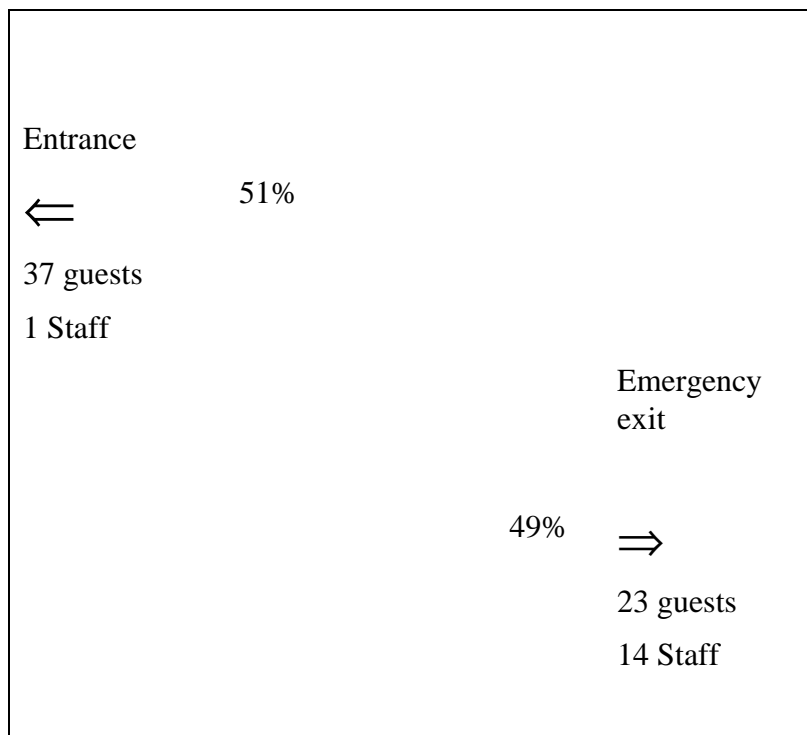 Entrance
51%
⇐
37 guests
1 Staff
Emergency
exit
49%
⇒
23 guests
14 Staff